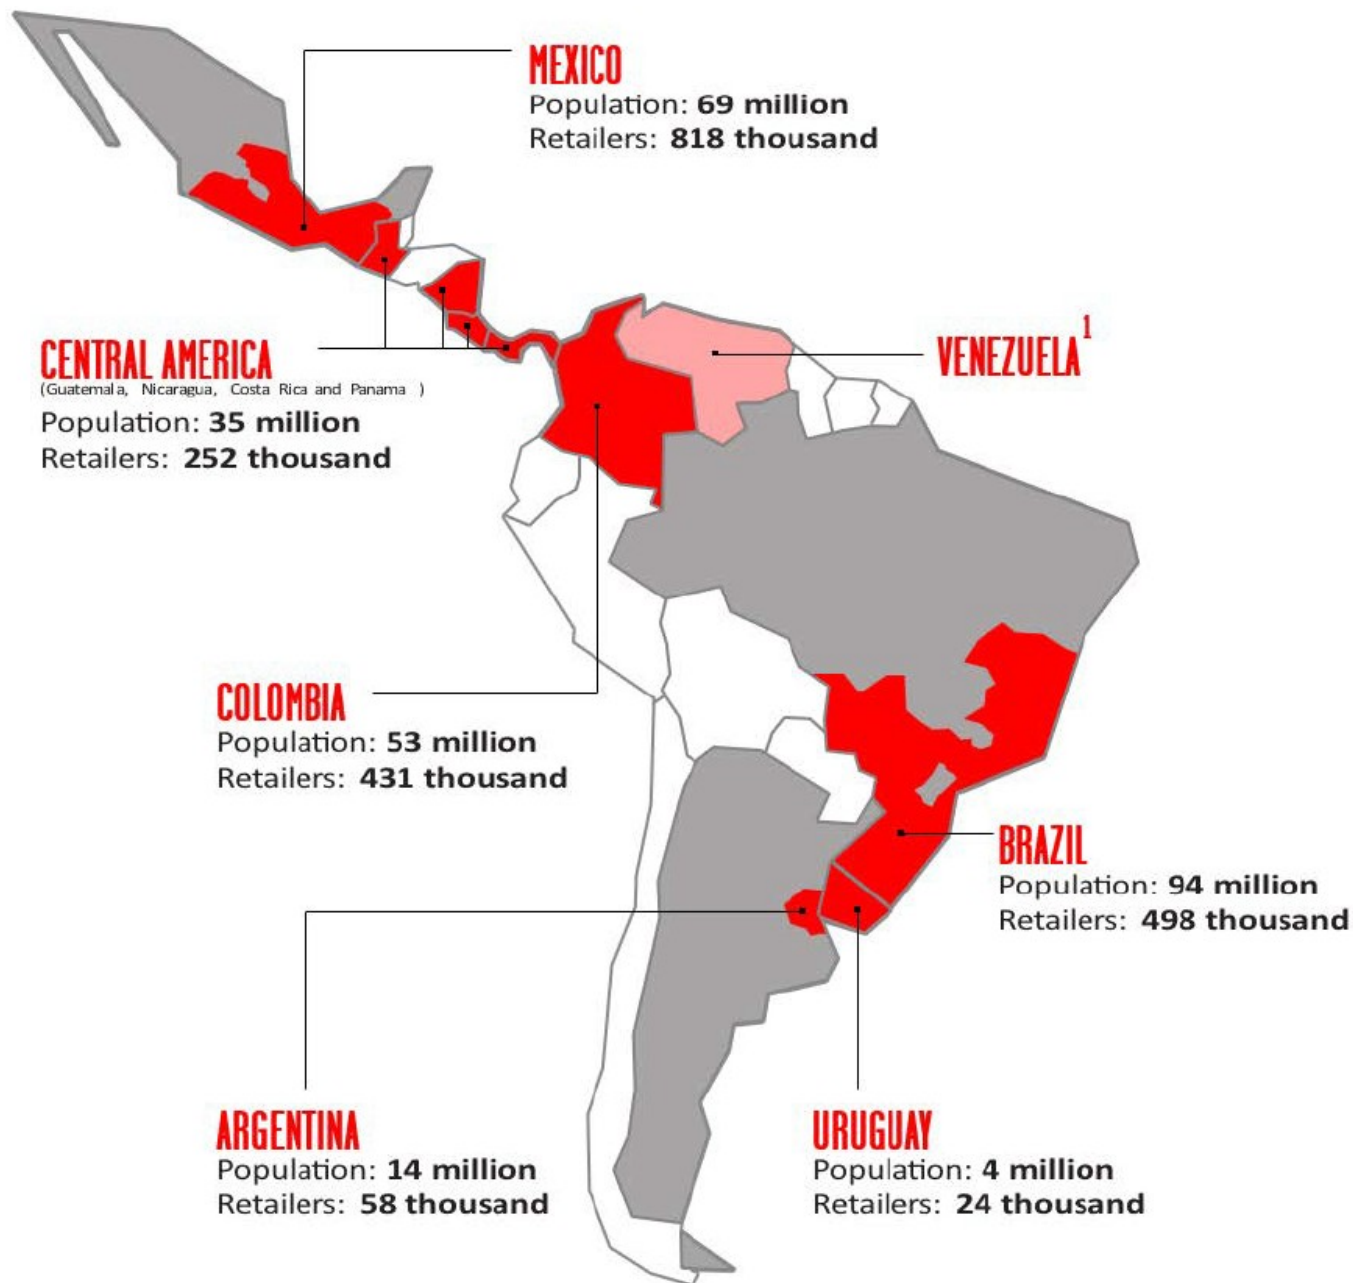 MEXICO
Population: 69 million
Retailers: 818 thousand
CENTRAL AMERICA
(Guatemala, Nicaragua, Costa Rica and Panama )
Population: 35 million
Retailers: 252 thousand
VENEZUELA1
COLOMBIA
Population: 53 million
Retailers: 431 thousand
BRAZIL
Population: 94 million
Retailers: 498 thousand
ARGENTINA
Population: 14 million
Retailers: 58 thousand
URUGUAY
Population: 4 million
Retailers: 24 thousand